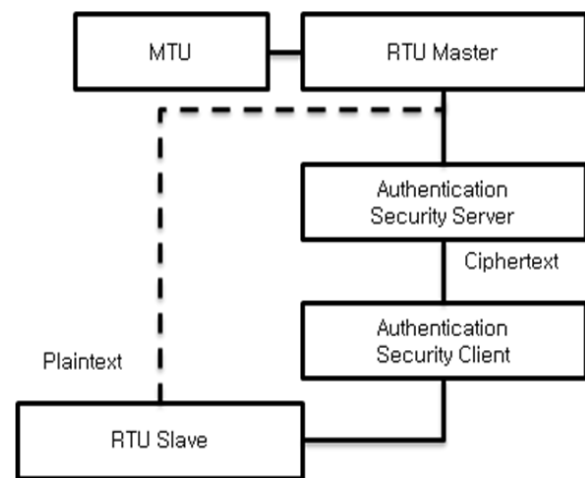 MTU
RTU Master
Authentication
Security Server
Ciphertext
Authentication
Security Client
Plaintext
RTU Slave